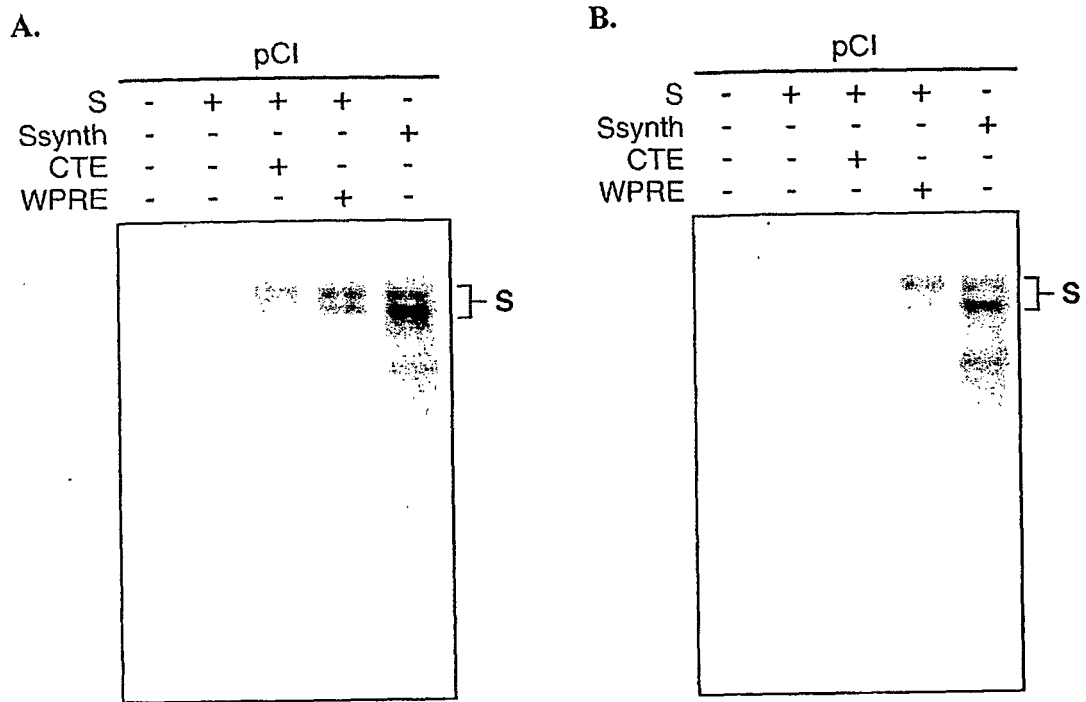 A.
pCI
S - + + + -
Ssynth - - - - +
CTE - - + - -
WPRE - - - + -
S
B.
pCI
S - + + + -
Ssynth - - - - +
CTE - - + - -
WPRE - - - + -
S